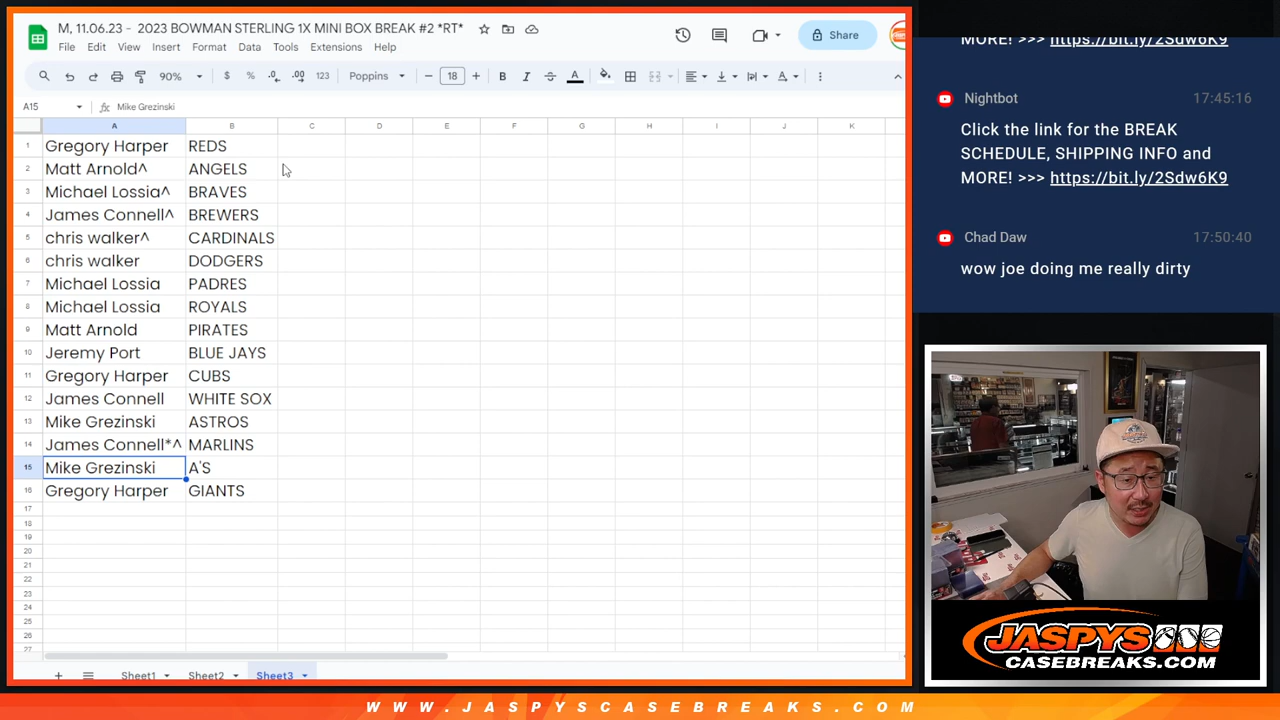 M, 11.06.23 - 2023 BOWMAN STERLING 1X MINI BOX BREAK #2 *RT*
File Edit View Insert Format Data Tools Extensions Help
Share
90% $ % .0 .00 123 Poppins 18 B I A
A15 Mike Grezinski
A B C D E F G H I J K
1 Gregory Harper REDS
2 Matt Arnold^ ANGELS
3 Michael Lossia^ BRAVES
4 James Connell^ BREWERS
5 chris walker^ CARDINALS
6 chris walker DODGERS
7 Michael Lossia PADRES
8 Michael Lossia ROYALS
9 Matt Arnold PIRATES
10 Jeremy Port BLUE JAYS
11 Gregory Harper CUBS
12 James Connell WHITE SOX
13 Mike Grezinski ASTROS
14 James Connell*^ MARLINS
15 Mike Grezinski A'S
16 Gregory Harper GIANTS
17
18
19
20
21
22
23
24
25
26
27
Sheet1 Sheet2 Sheet3
MORE! >>> https://bit.ly/2Sdw6K9
Nightbot 17:45:16
Click the link for the BREAK
SCHEDULE, SHIPPING INFO and
MORE! >>> https://bit.ly/2Sdw6K9
Chad Daw 17:50:40
wow joe doing me really dirty
JASPYS
CASEBREAKS.COM
WWW.JASPYSCASEBREAKS.COM